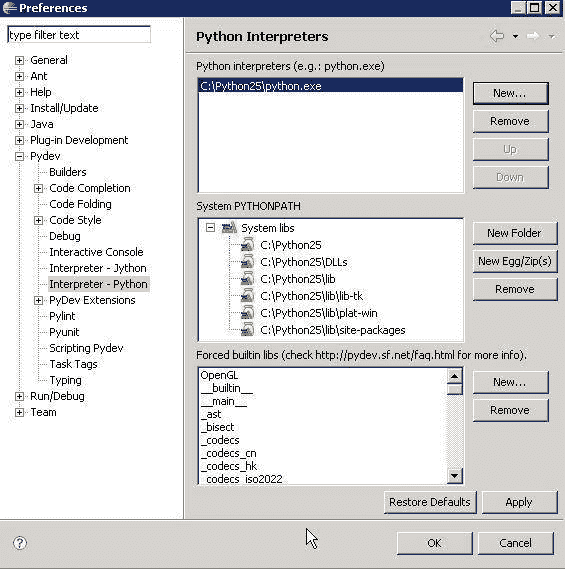 Preferences
type filter text
General
Ant
Help
Install/Update
Java
Plug-in Development
Pydev
Builders
Code Completion
Code Folding
Code Style
Debug
Interactive Console
Interpreter - Jython
Interpreter - Python
PyDev Extensions
Pylint
Pyunit
Scripting Pydev
Task Tags
Typing
Run/Debug
Team
Python Interpreters
Python interpreters (e.g.: python.exe)
C:\Python25\python.exe
New...
Remove
Up
Down
System PYTHONPATH
System libs
C:\Python25
C:\Python25\DLLs
C:\Python25\lib
C:\Python25\lib\lib-tk
C:\Python25\lib\plat-win
C:\Python25\lib\site-packages
New Folder
New Egg/Zip(s)
Remove
Forced builtin libs (check http://pydev.sf.net/faq.html for more info).
OpenGL
__builtin__
__main__
_ast
_bisect
_codecs
_codecs_cn
_codecs_hk
_codecs_iso2022
New...
Remove
Restore Defaults
Apply
?
OK
Cancel